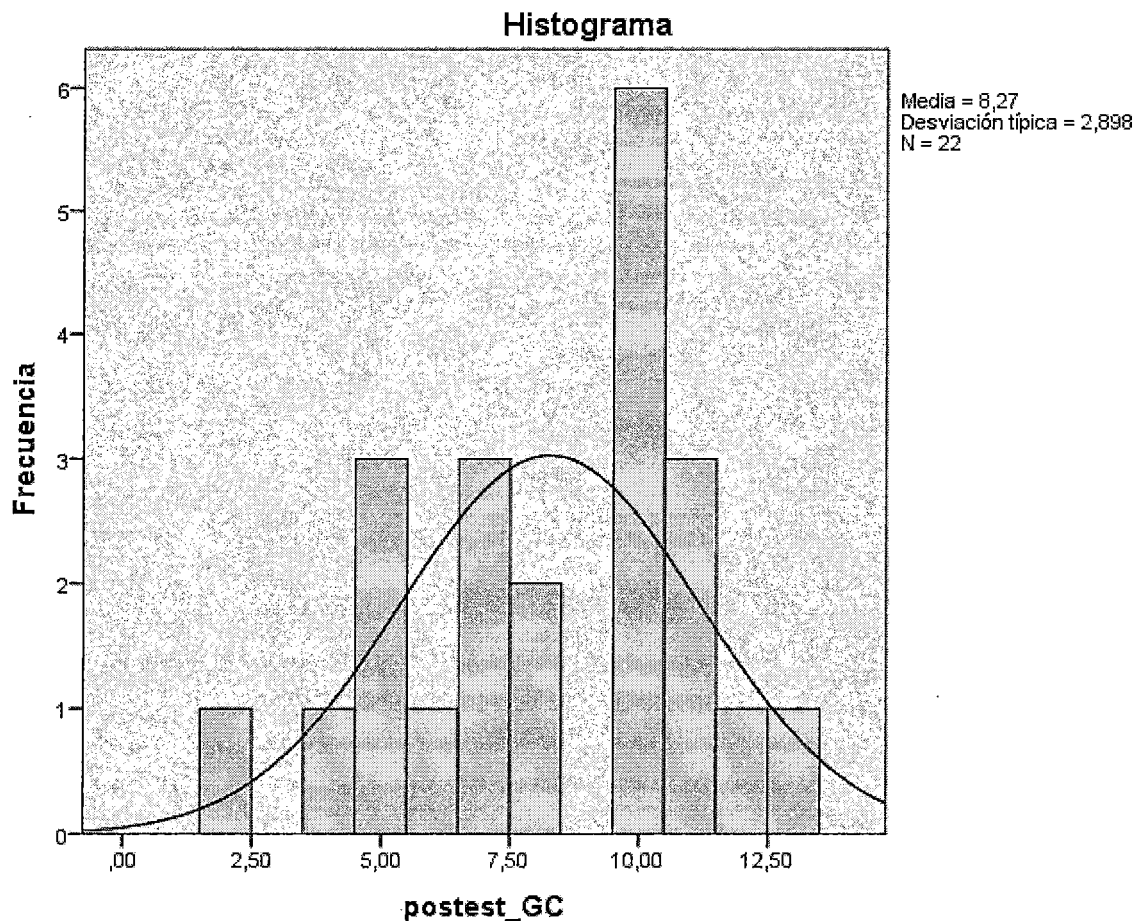 Histograma
Media = 8,27
Desviación típica = 2,898
N = 22
Frecuencia
6
5
4
3
2
1
0
,00 2,50 5,00 7,50 10,00 12,50
postest_GC